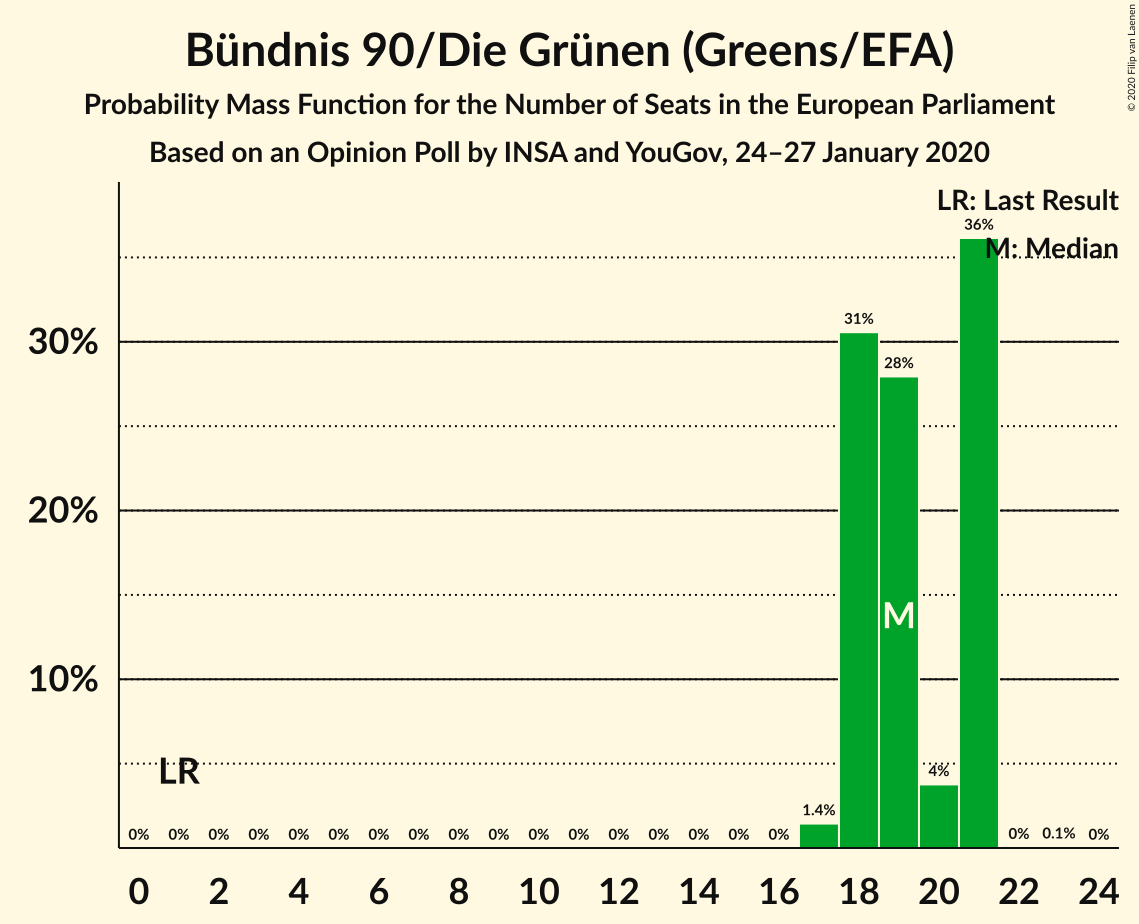 Bündnis 90/Die Grünen (Greens/EFA)
Probability Mass Function for the Number of Seats in the European Parliament
Based on an Opinion Poll by INSA and YouGov, 24–27 January 2020
© 2020 Filip van Laenen
LR: Last Result
M: Median
36%
31%
30%
28%
20%
M
10%
LR
4%
1.4%
0% 0% 0% 0% 0% 0% 0% 0% 0% 0% 0% 0% 0% 0% 0% 0% 0% 0% 0.1% 0%
0 2 4 6 8 10 12 14 16 18 20 22 24